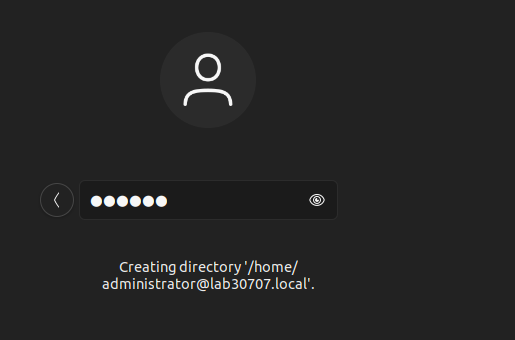 Creating directory '/home/
administrator@lab30707.local'.